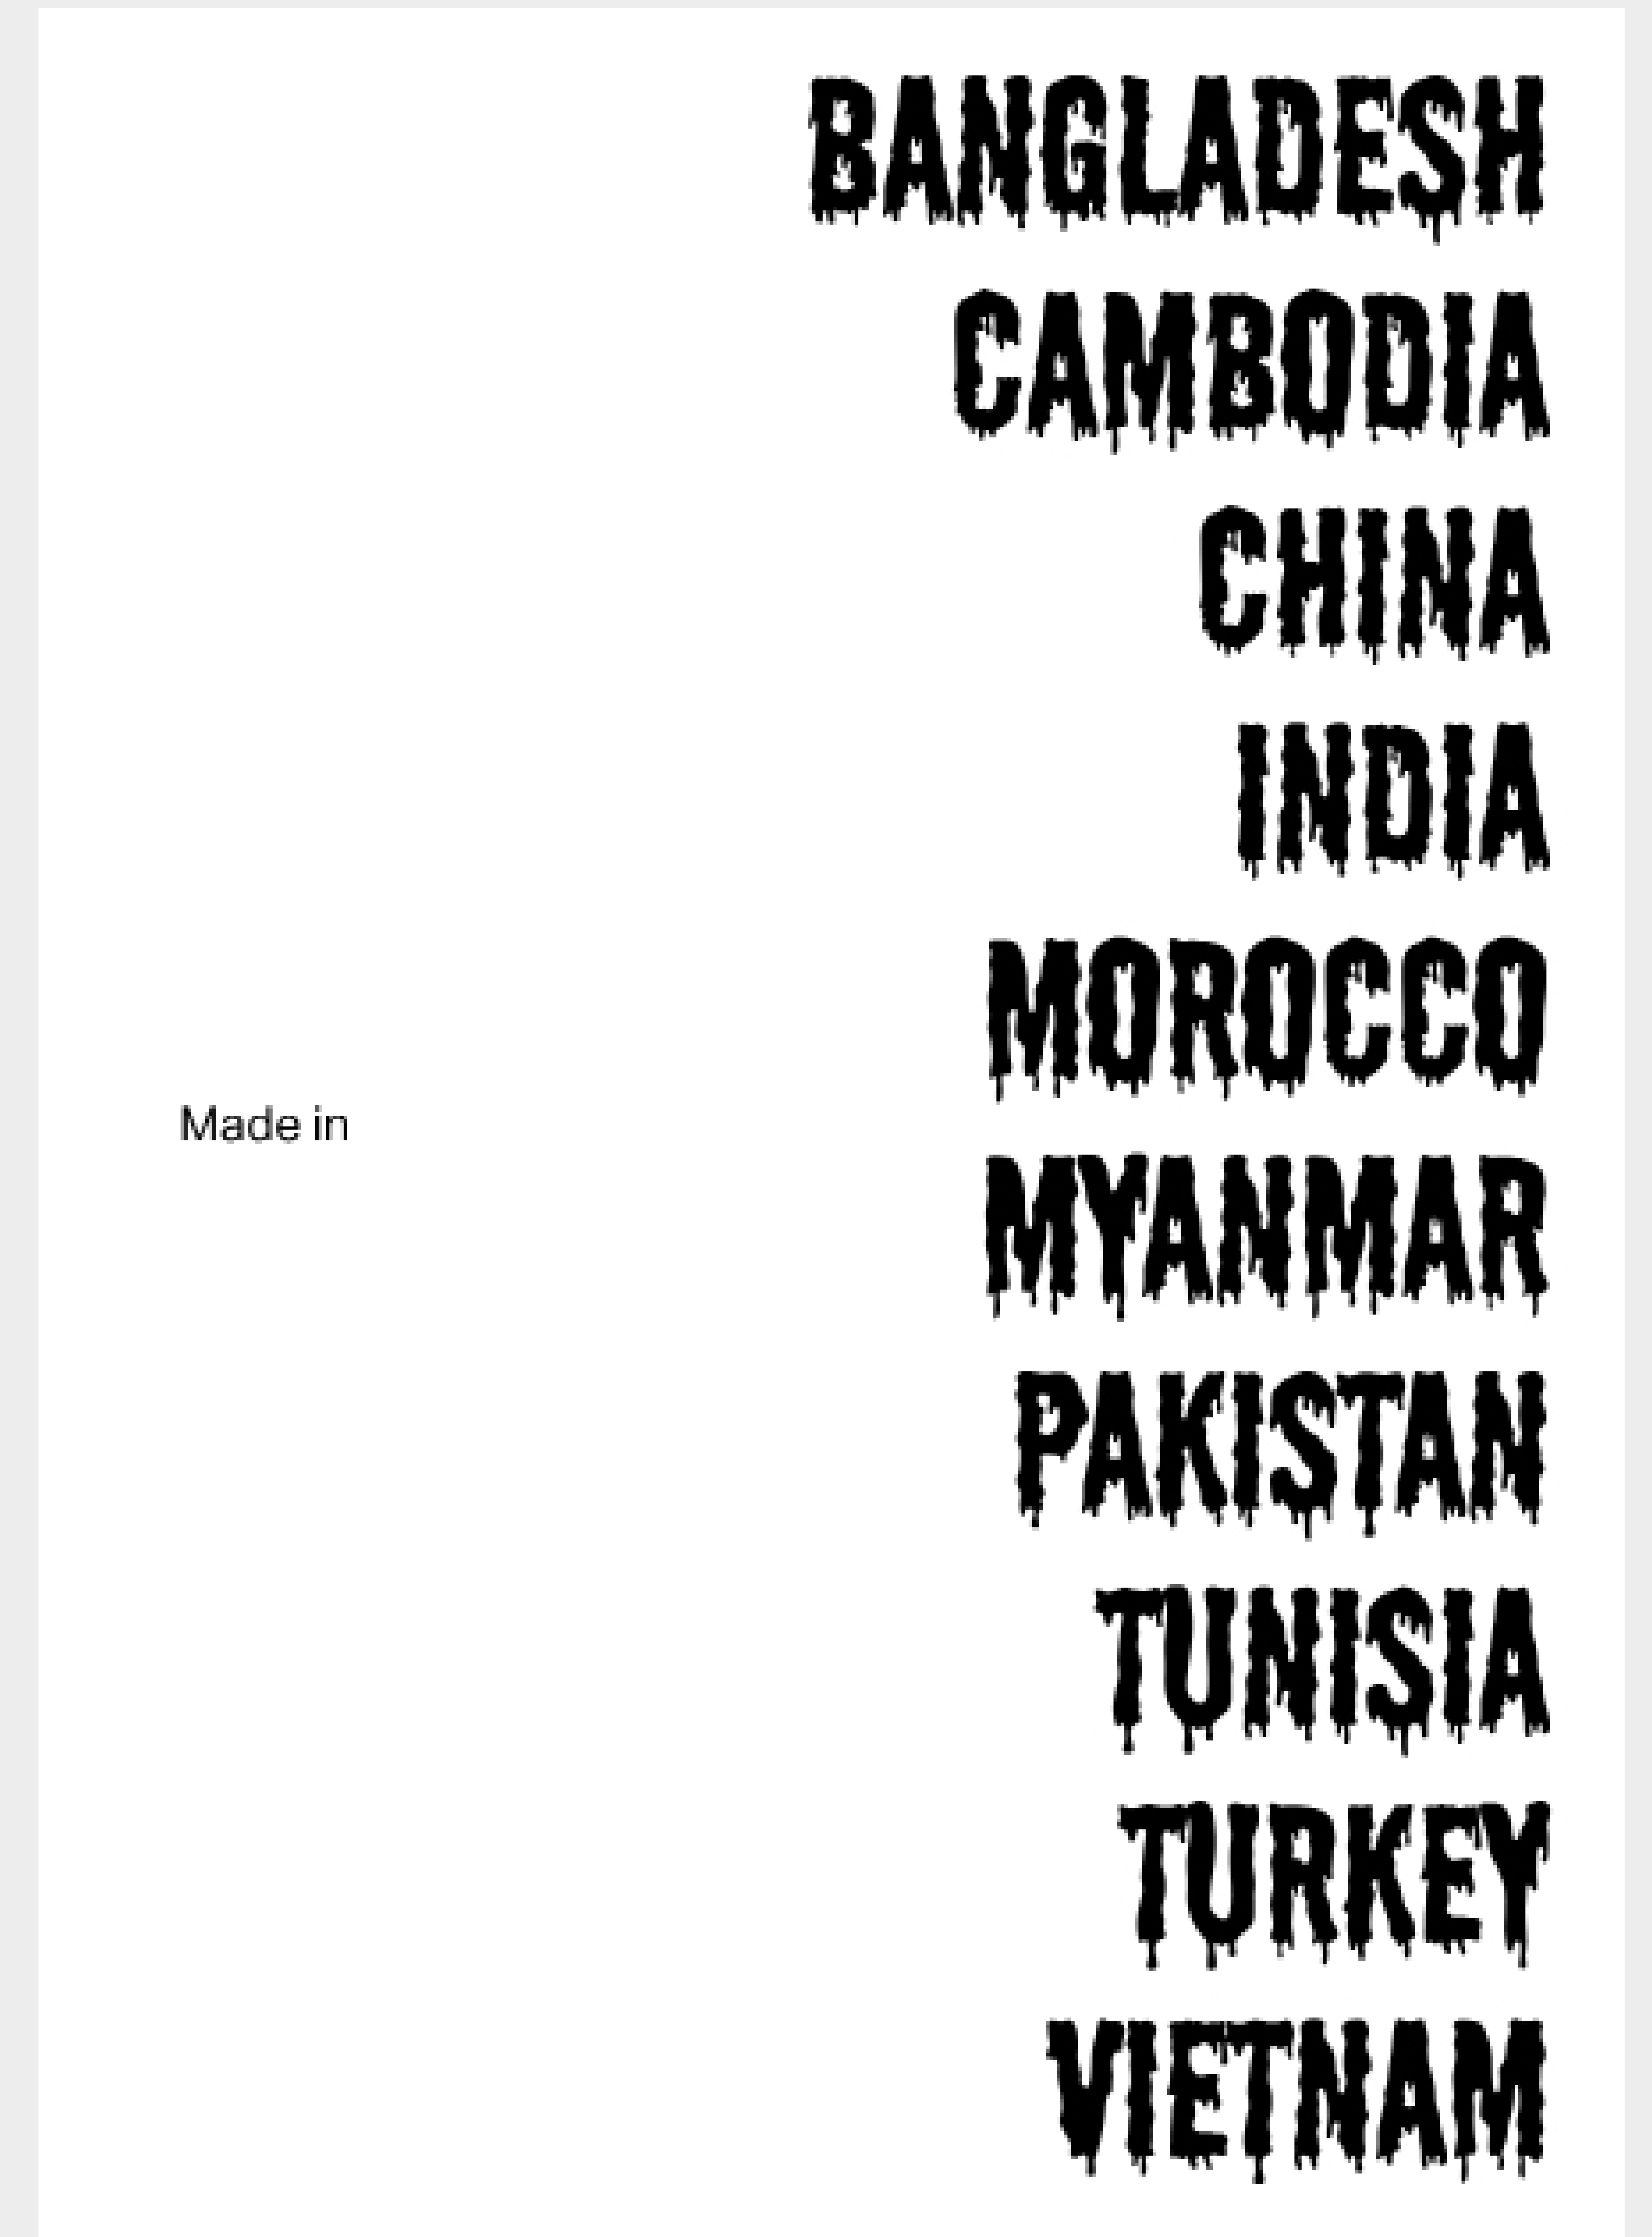 BANGLADESH
CAMBODIA
CHINA
INDIA
MOROCCO
Made in
MYANMAR
PAKISTAN
TUNISIA
TURKEY
VIETNAM